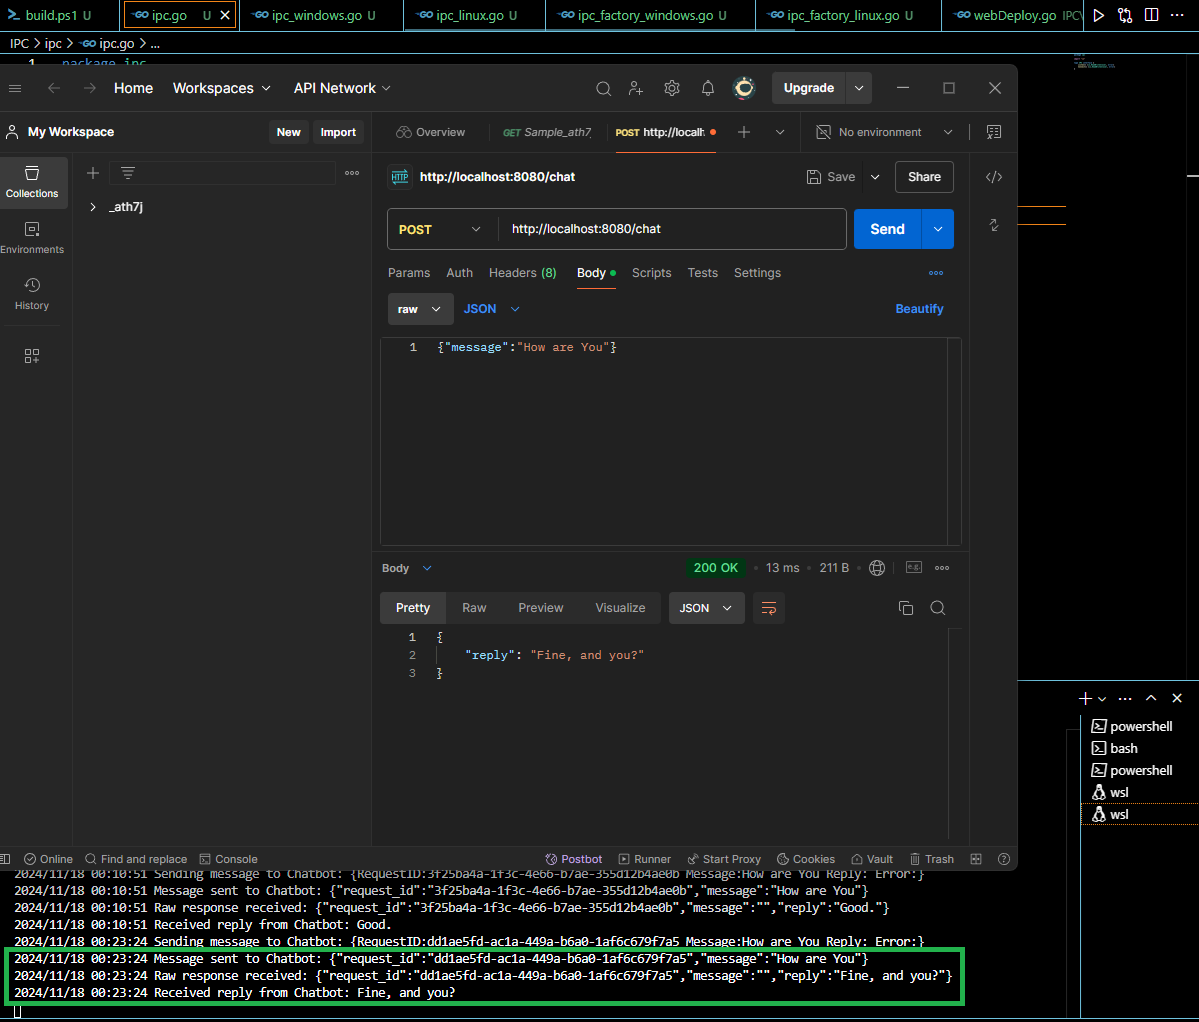 build.ps1 U
GO ipc.go U
GO ipc_windows.go U
GO ipc_linux.go U
GO ipc_factory_windows.go U
GO ipc_factory_linux.go U
GO webDeploy.go IPC
IPC > ipc > GO ipc.go > ...
1 package ipc
Home Workspaces API Network Upgrade
My Workspace New Import
Overview GET Sample_ath7 POST http://localh No environment
Collections
_ath7j
HTTP http://localhost:8080/chat Save Share
Environments
POST http://localhost:8080/chat Send
Params Auth Headers (8) Body Scripts Tests Settings
History
raw JSON Beautify
1 {"message":"How are You"}
Body 200 OK 13 ms 211 B e.g.
Pretty Raw Preview Visualize JSON
1 {
2 "reply": "Fine, and you?"
3 }
powershell
bash
powershell
wsl
wsl
Online Find and replace Console Postbot Runner Start Proxy Cookies Vault Trash
2024/11/18 00:10:51 Sending message to Chatbot: {RequestID:3f25ba4a-1f3c-4e66-b7ae-355d12b4ae0b Message:How are You Reply: Error:}
2024/11/18 00:10:51 Message sent to Chatbot: {"request_id":"3f25ba4a-1f3c-4e66-b7ae-355d12b4ae0b","message":"How are You"}
2024/11/18 00:10:51 Raw response received: {"request_id":"3f25ba4a-1f3c-4e66-b7ae-355d12b4ae0b","message":"","reply":"Good."}
2024/11/18 00:10:51 Received reply from Chatbot: Good.
2024/11/18 00:23:24 Sending message to Chatbot: {RequestID:dd1ae5fd-ac1a-449a-b6a0-1af6c679f7a5 Message:How are You Reply: Error:}
2024/11/18 00:23:24 Message sent to Chatbot: {"request_id":"dd1ae5fd-ac1a-449a-b6a0-1af6c679f7a5","message":"How are You"}
2024/11/18 00:23:24 Raw response received: {"request_id":"dd1ae5fd-ac1a-449a-b6a0-1af6c679f7a5","message":"","reply":"Fine, and you?"}
2024/11/18 00:23:24 Received reply from Chatbot: Fine, and you?